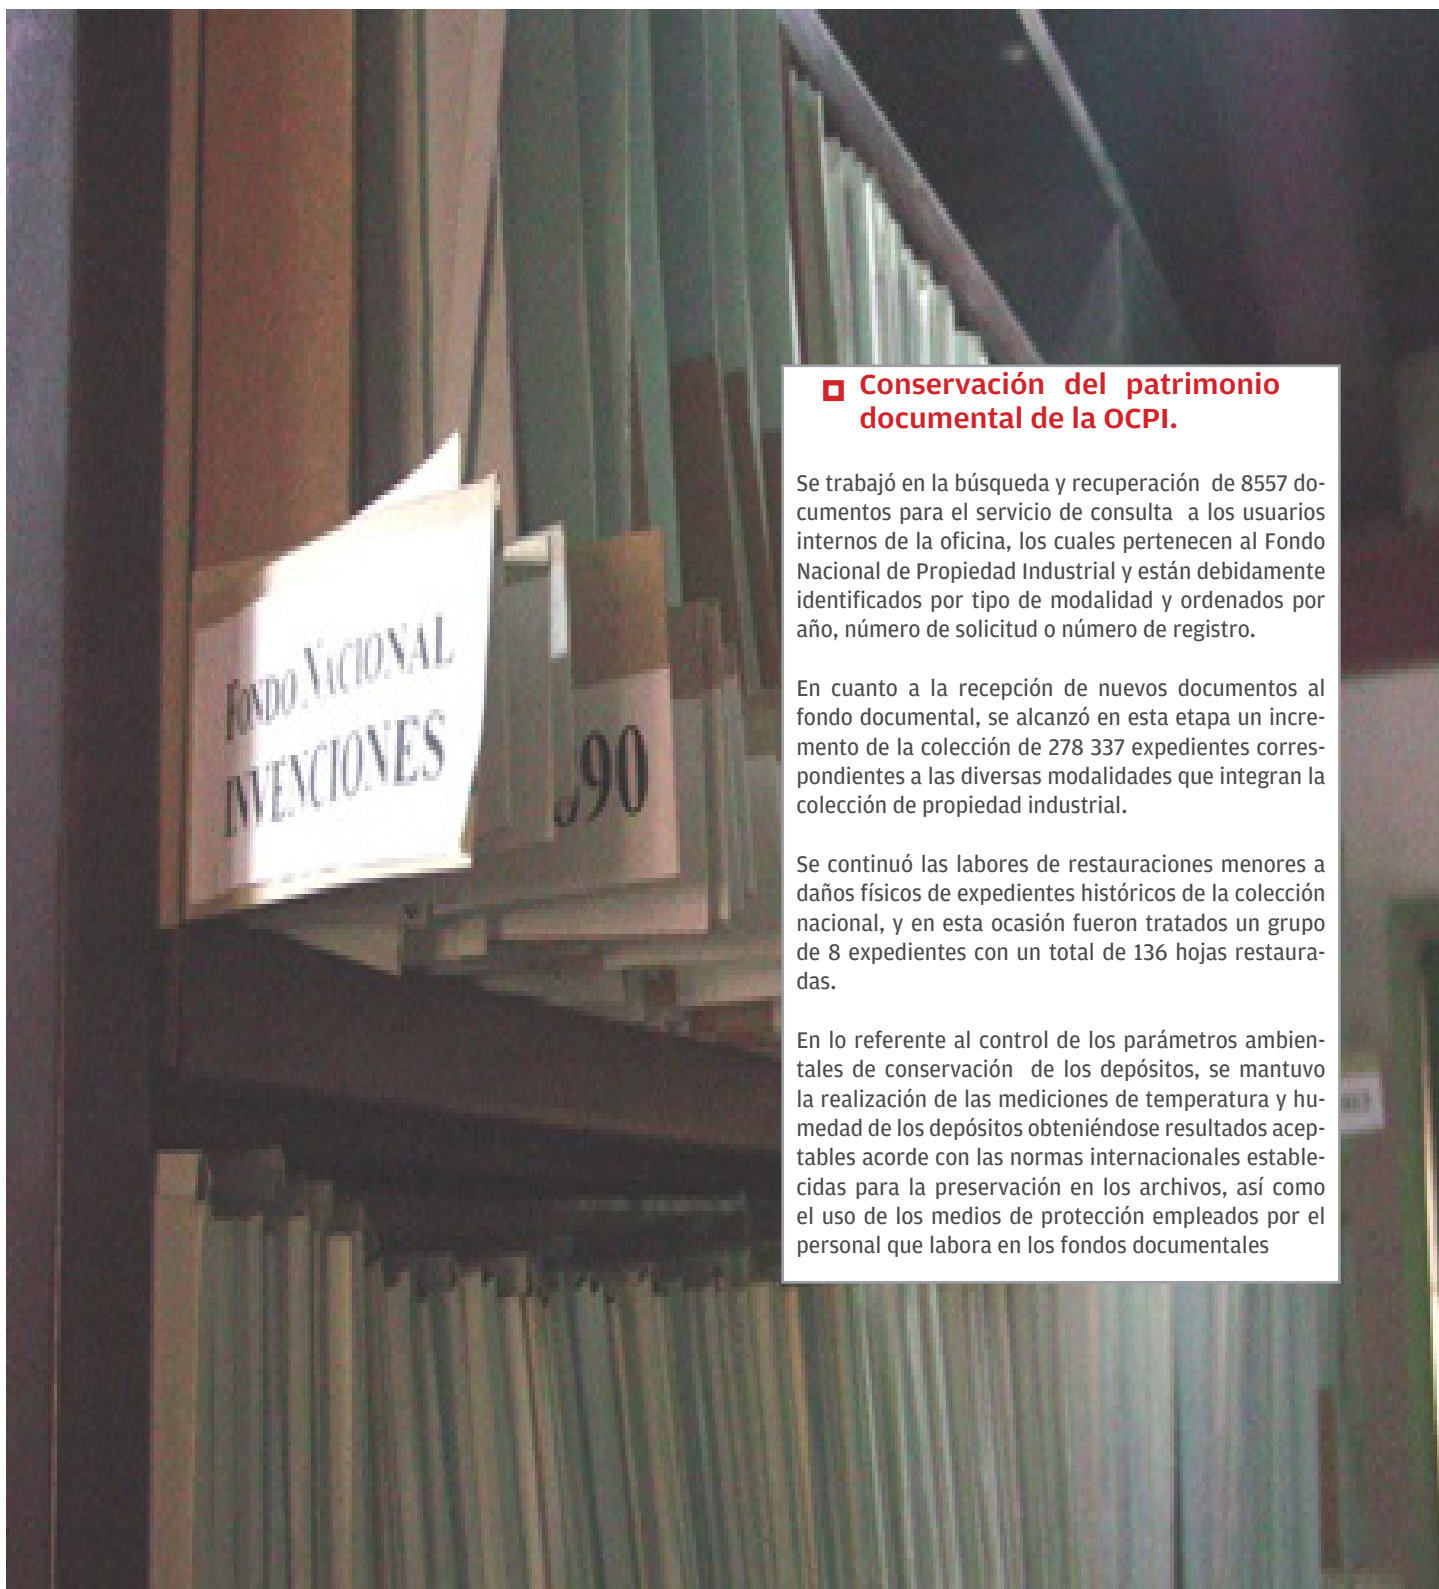 FONDO NACIONAL
INVENCIONES
90
Conservación del patrimonio
documental de la OCPI.
Se trabajó en la búsqueda y recuperación de 8557 do-
cumentos para el servicio de consulta a los usuarios
internos de la oficina, los cuales pertenecen al Fondo
Nacional de Propiedad Industrial y están debidamente
identificados por tipo de modalidad y ordenados por
año, número de solicitud o número de registro.
En cuanto a la recepción de nuevos documentos al
fondo documental, se alcanzó en esta etapa un incre-
mento de la colección de 278 337 expedientes corres-
pondientes a las diversas modalidades que integran la
colección de propiedad industrial.
Se continuó las labores de restauraciones menores a
daños físicos de expedientes históricos de la colección
nacional, y en esta ocasión fueron tratados un grupo
de 8 expedientes con un total de 136 hojas restaura-
das.
En lo referente al control de los parámetros ambien-
tales de conservación de los depósitos, se mantuvo
la realización de las mediciones de temperatura y hu-
medad de los depósitos obteniéndose resultados acep-
tables acorde con las normas internacionales estable-
cidas para la preservación en los archivos, así como
el uso de los medios de protección empleados por el
personal que labora en los fondos documentales